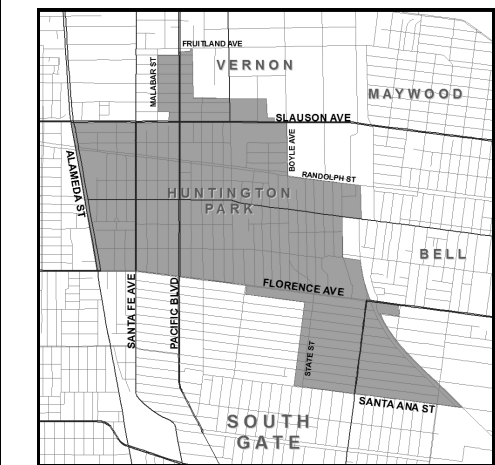 FRUITLAND AVE
VERNON
MALABAR ST
MAYWOOD
SLAUSON AVE
BOYLE AVE
ALAMEDA ST
RANDOLPH ST
HUNTINGTON
PARK
BELL
FLORENCE AVE
SANTA FE AVE
PACIFIC BLVD
STATE ST
SANTA ANA ST
SOUTH
GATE